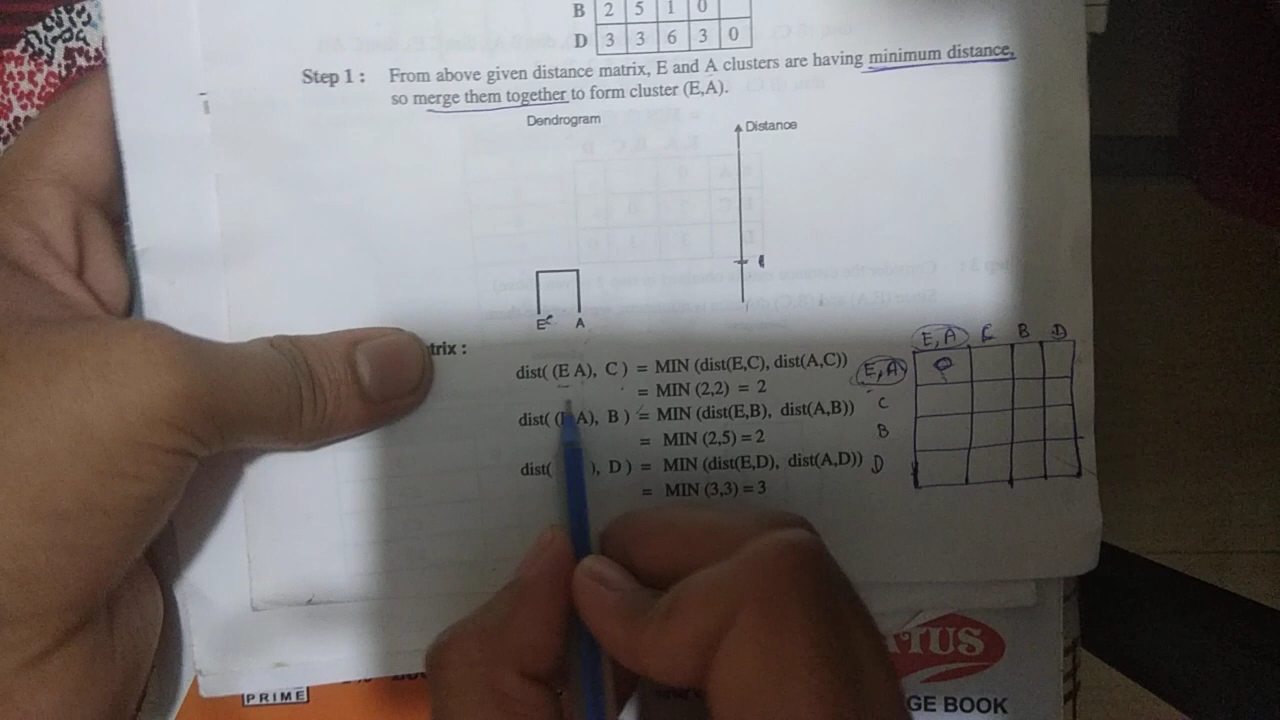 B 2 5 1 0
D 3 3 6 3 0
Step 1 : From above given distance matrix, E and A clusters are having minimum distance,
so merge them together to form cluster (E,A).
Dendrogram
Distance
E A
trix :
dist( (E A), C ) = MIN (dist(E,C), dist(A,C))
= MIN (2,2) = 2
dist( ( A), B ) = MIN (dist(E,B), dist(A,B))
= MIN (2,5) = 2
dist( ), D ) = MIN (dist(E,D), dist(A,D))
= MIN (3,3) = 3
E, A C B D
E, A 0
C
B
D
PRIME
ATUS
GE BOOK